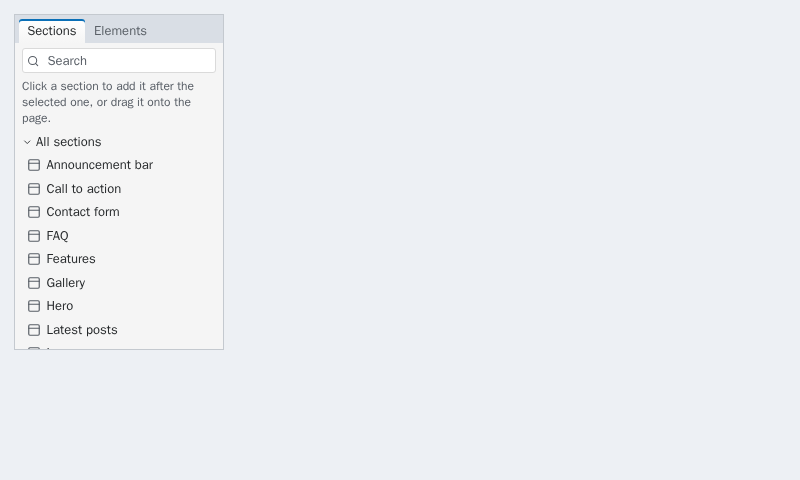 Sections Elements
Search
Click a section to add it after the
selected one, or drag it onto the
page.
All sections
Announcement bar
Call to action
Contact form
FAQ
Features
Gallery
Hero
Latest posts